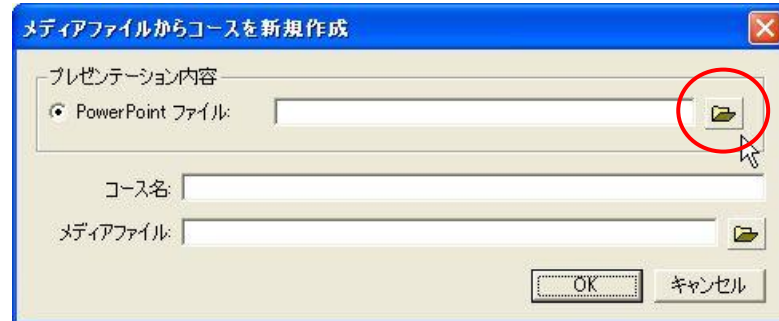 メディアファイルからコースを新規作成
プレゼンテーション内容
PowerPoint ファイル:
コース名:
メディアファイル:
OK
キャンセル